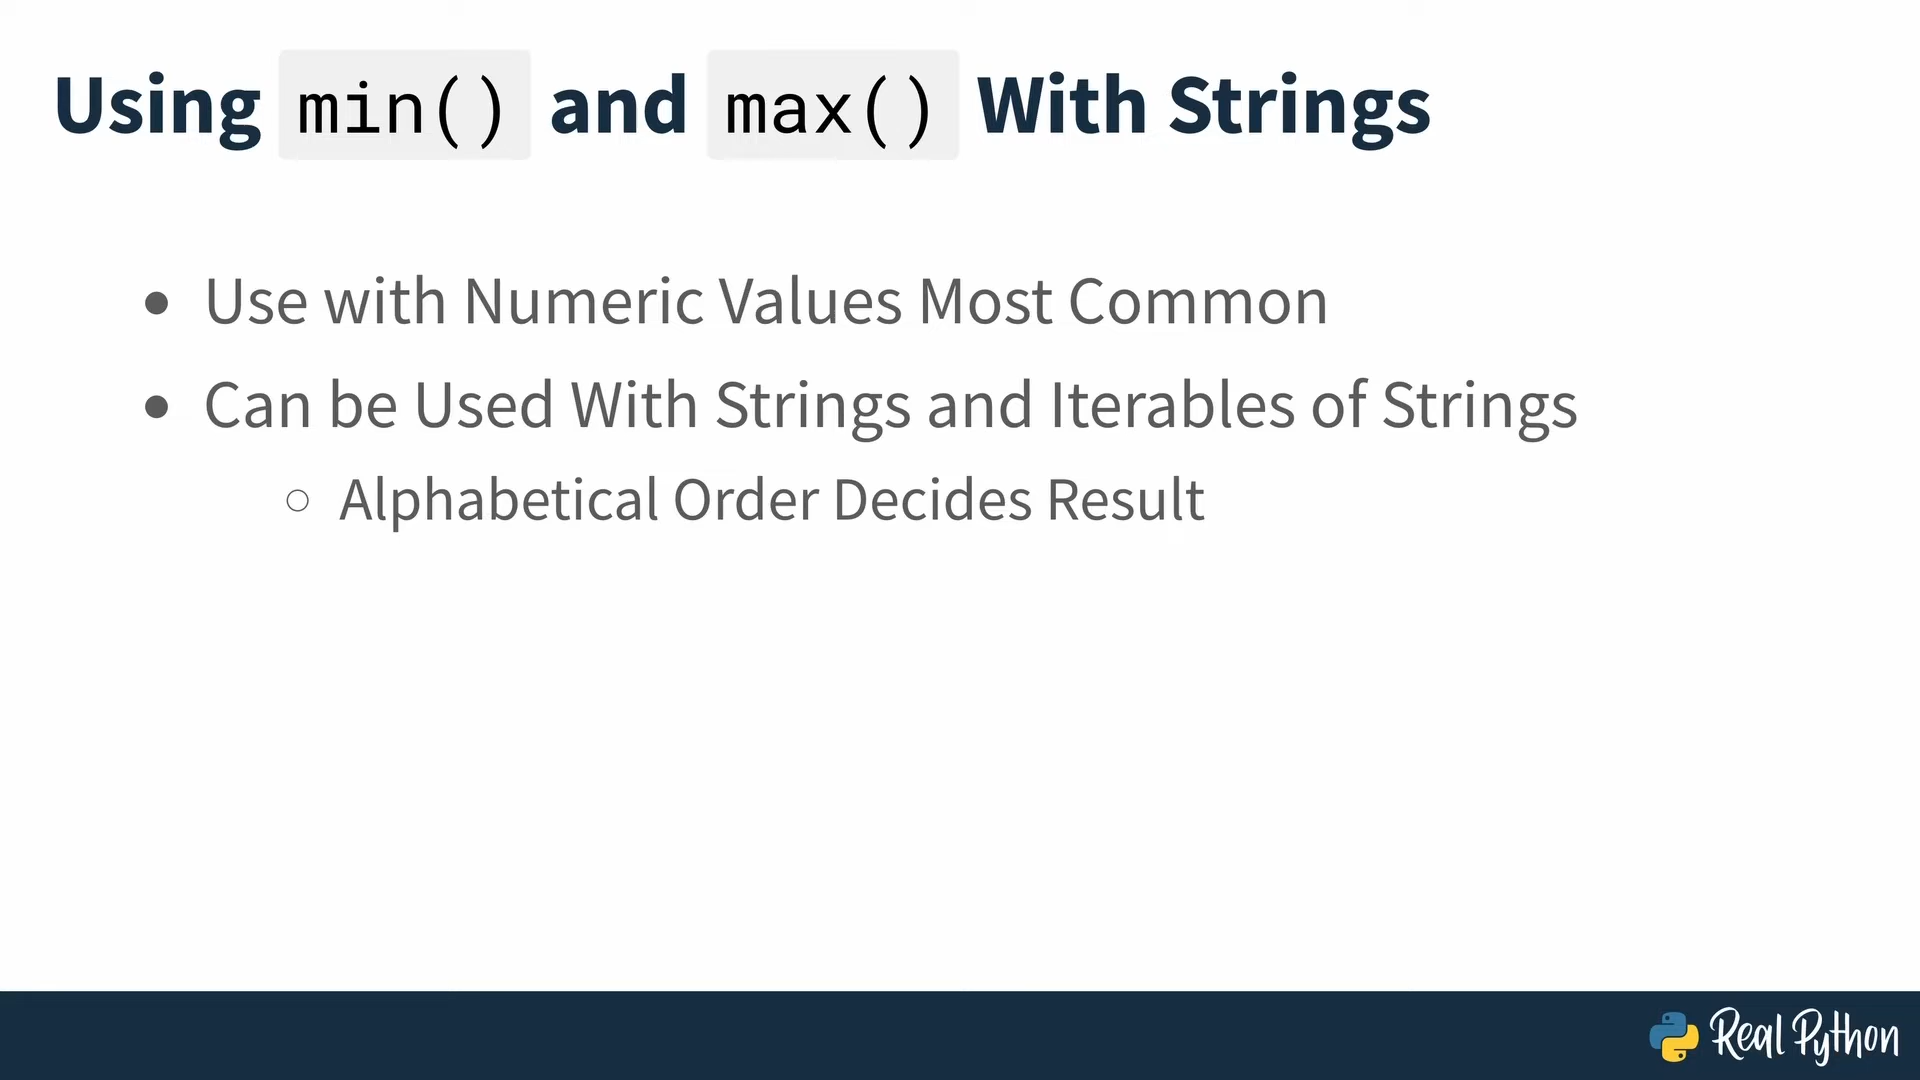 Using min() and max() With Strings
Use with Numeric Values Most Common
Can be Used With Strings and Iterables of Strings
Alphabetical Order Decides Result
Real Python